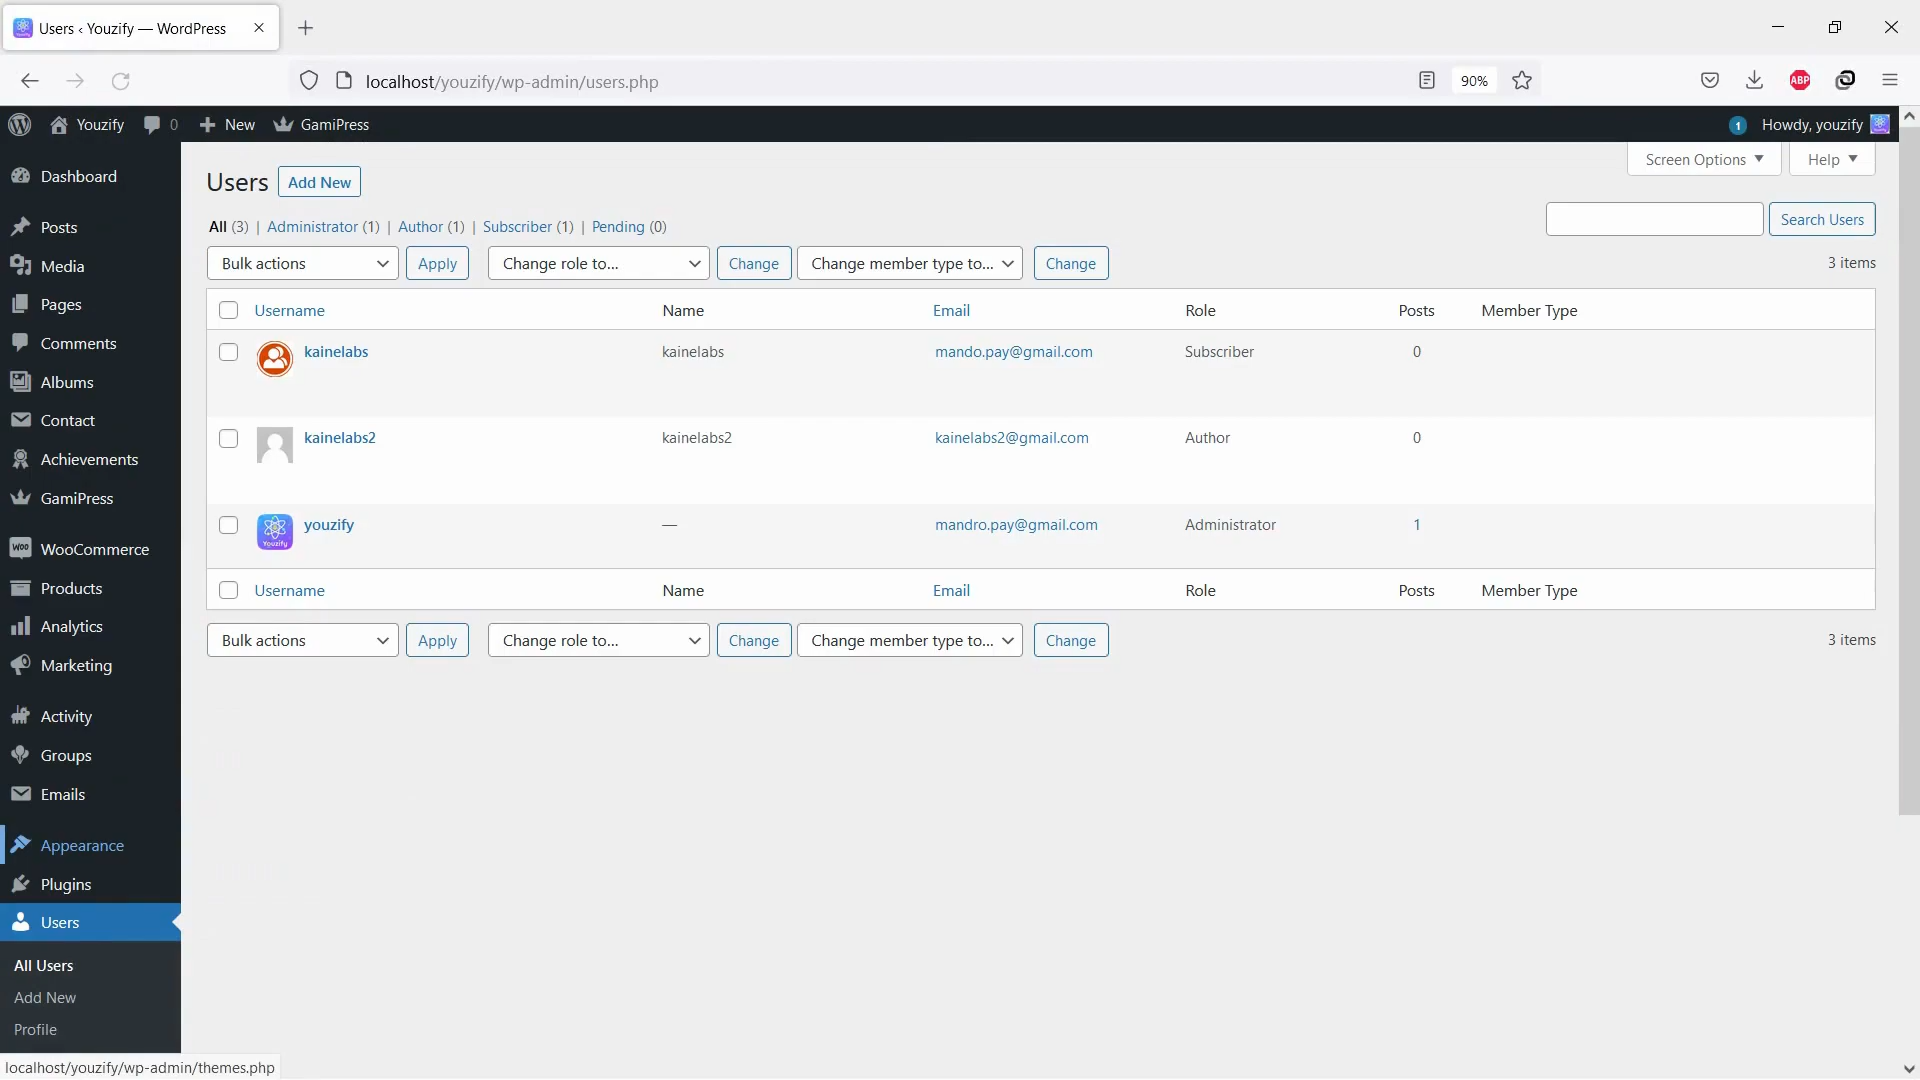 Users ‹ Youzify — WordPress
localhost/youzify/wp-admin/users.php
90%
ABP
Youzify
0
New
GamiPress
1
Howdy, youzify
Dashboard
Posts
Media
Pages
Comments
Albums
Contact
Achievements
GamiPress
WooCommerce
Products
Analytics
Marketing
Activity
Groups
Emails
Appearance
Plugins
Users
All Users
Add New
Profile
localhost/youzify/wp-admin/themes.php
Screen Options Help
Users Add New
All (3) | Administrator (1) | Author (1) | Subscriber (1) | Pending (0)
Search Users
Bulk actions Apply Change role to... Change Change member type to... Change 3 items
Username Name Email Role Posts Member Type
kainelabs kainelabs mando.pay@gmail.com Subscriber 0
kainelabs2 kainelabs2 kainelabs2@gmail.com Author 0
youzify — mandro.pay@gmail.com Administrator 1
Youzify
Username Name Email Role Posts Member Type
Bulk actions Apply Change role to... Change Change member type to... Change 3 items